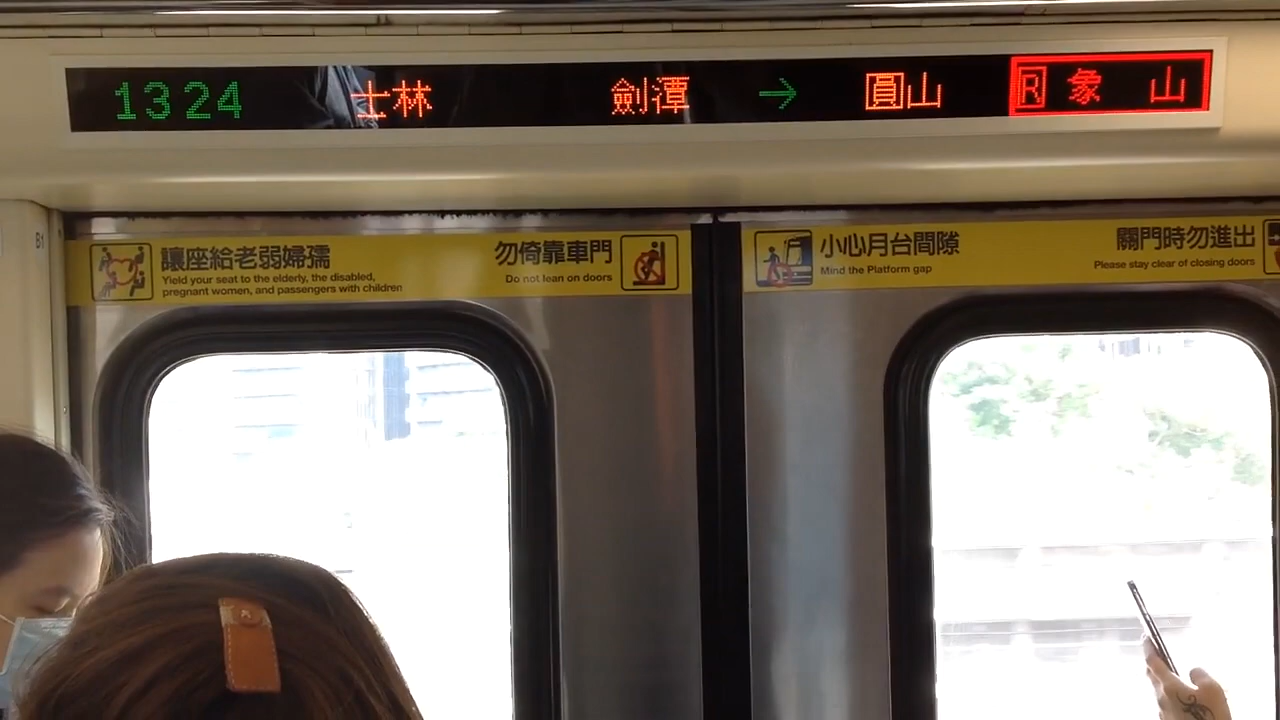 1324 士林 劍潭 → 圓山 R 象山
B1
讓座給老弱婦孺
Yield your seat to the elderly, the disabled,
pregnant women, and passengers with children
勿倚靠車門
Do not lean on doors
小心月台間隙
Mind the Platform gap
關門時勿進出
Please stay clear of closing doors